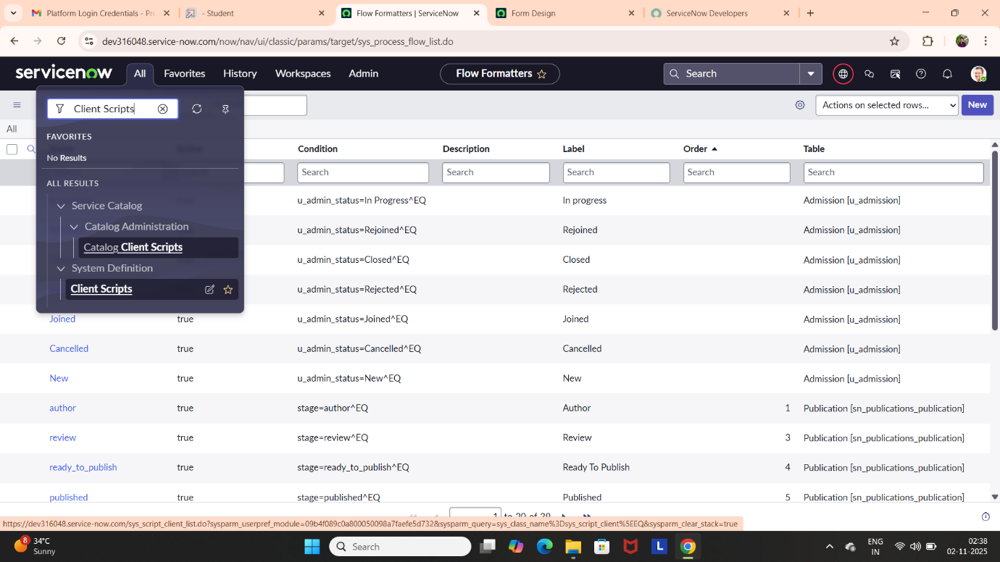 Platform Login Credentials - Pr
- Student
Flow Formatters | ServiceNow
Form Design
ServiceNow Developers
dev316048.service-now.com/now/nav/ui/classic/params/target/sys_process_flow_list.do
servicenow
All
Favorites
History
Workspaces
Admin
Flow Formatters
Search
Client Scripts
Actions on selected rows...
New
All
FAVORITES
No Results
ALL RESULTS
Service Catalog
Catalog Administration
Catalog Client Scripts
System Definition
Client Scripts
Condition Description Label Order Table
Search Search Search Search Search
u_admin_status=In Progress^EQ In progress Admission [u_admission]
u_admin_status=Rejoined^EQ Rejoined Admission [u_admission]
u_admin_status=Closed^EQ Closed Admission [u_admission]
u_admin_status=Rejected^EQ Rejected Admission [u_admission]
Joined true u_admin_status=Joined^EQ Joined Admission [u_admission]
Cancelled true u_admin_status=Cancelled^EQ Cancelled Admission [u_admission]
New true u_admin_status=New^EQ New Admission [u_admission]
author true stage=author^EQ Author 1 Publication [sn_publications_publication]
review true stage=review^EQ Review 3 Publication [sn_publications_publication]
ready_to_publish true stage=ready_to_publish^EQ Ready To Publish 4 Publication [sn_publications_publication]
published true stage=published^EQ Published 5 Publication [sn_publications_publication]
1 to 20 of 39
https://dev316048.service-now.com/sys_script_client_list.do?sysparm_userpref_module=09b4f089c0a800050098a7faefe5d732&sysparm_query=sys_class_name%3Dsys_script_client%5EEQ&sysparm_clear_stack=true
8
34°C
Sunny
Search
L
ENG
IN
02:38
02-11-2025